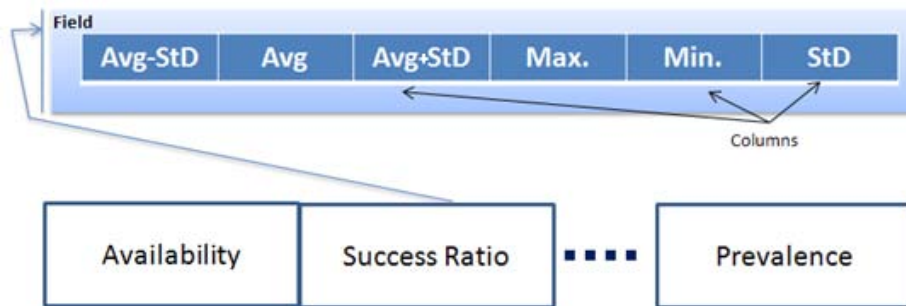 Field
Avg-StD Avg Avg+StD Max. Min. StD
Columns
Availability Success Ratio Prevalence